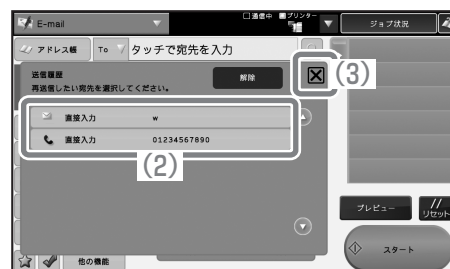 E-mail
通信中 プリンター
ジョブ状況
アドレス帳 To タッチで宛先を入力
送信履歴
再送信したい宛先を選択してください。
解除
(3)
直接入力 w
直接入力 01234567890
(2)
プレビュー
リセット
スタート
他の機能